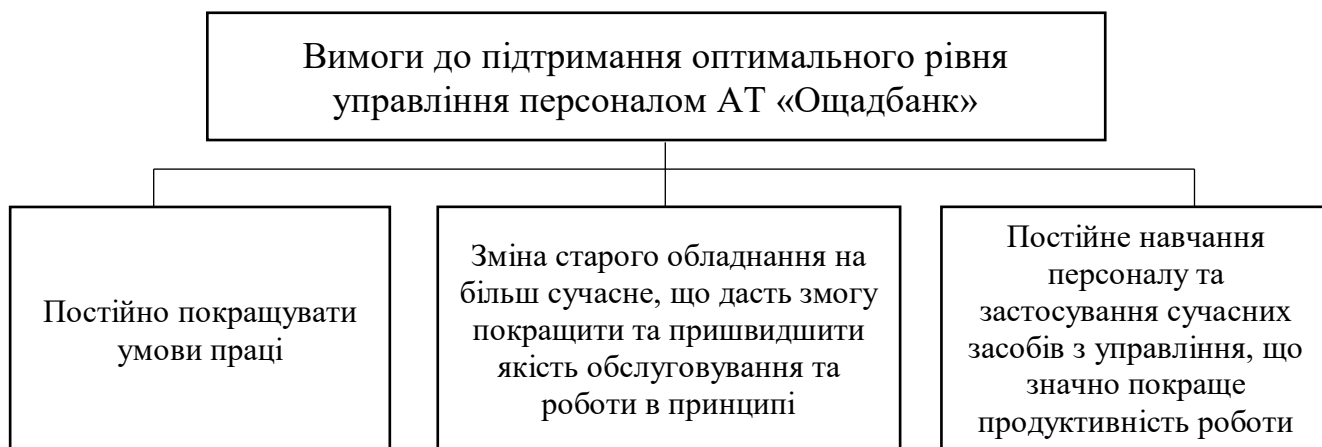 Вимоги до підтримання оптимального рівня
управління персоналом АТ «Ощадбанк»
Постійно покращувати
умови праці
Зміна старого обладнання на
більш сучасне, що дасть змогу
покращити та пришвидшити
якість обслуговування та
роботи в принципі
Постійне навчання
персоналу та
застосування сучасних
засобів з управління, що
значно покраще
продуктивність роботи